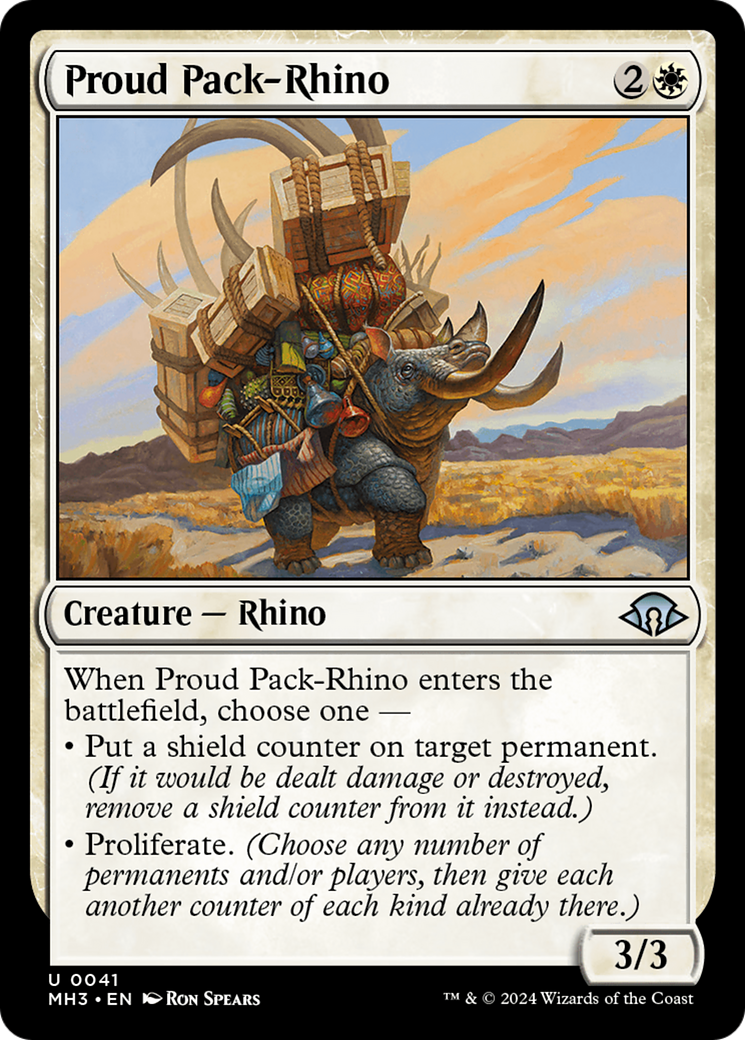 Proud Pack-Rhino 2
Creature — Rhino
When Proud Pack-Rhino enters the
battlefield, choose one —
• Put a shield counter on target permanent.
(If it would be dealt damage or destroyed,
remove a shield counter from it instead.)
• Proliferate. (Choose any number of
permanents and/or players, then give each
another counter of each kind already there.)
3/3
U 0041
MH3 • EN Ron Spears
™ & © 2024 Wizards of the Coast